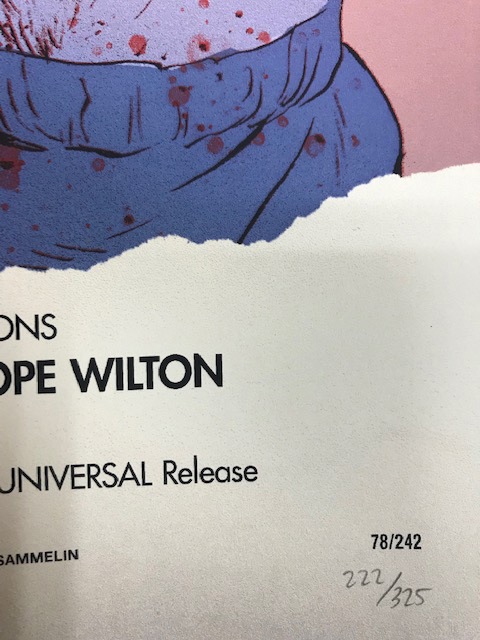 ONS
OPE WILTON
UNIVERSAL Release
SAMMELIN
78/242
222/325